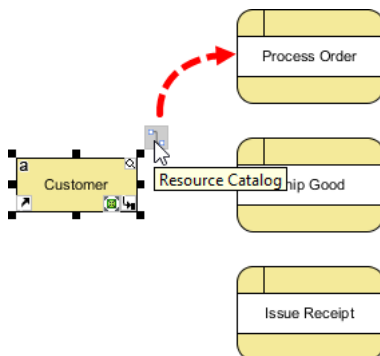 Process Order
a
Customer
Resource Catalog
hip Good
Issue Receipt